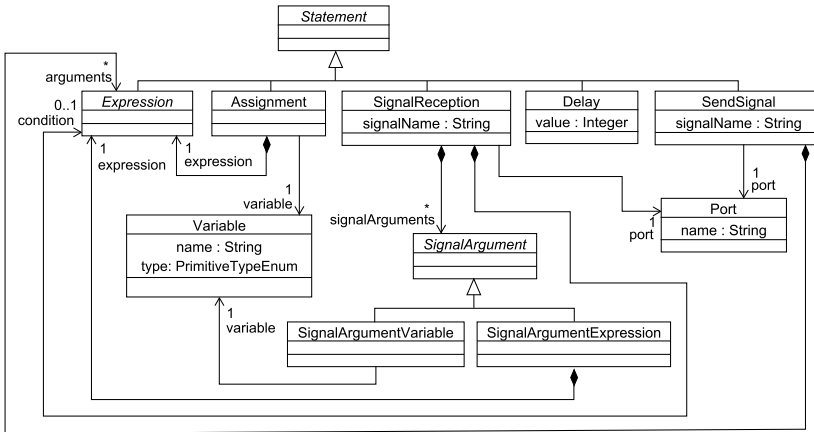 Statement
*
arguments
Expression
Assignment
SignalReception
signalName : String
Delay
value : Integer
SendSignal
signalName : String
0..1
condition
1
expression
1
expression
1
variable
Variable
name : String
type: PrimitiveTypeEnum
*
signalArguments
SignalArgument
1
port
1
port
Port
name : String
1
variable
SignalArgumentVariable
SignalArgumentExpression